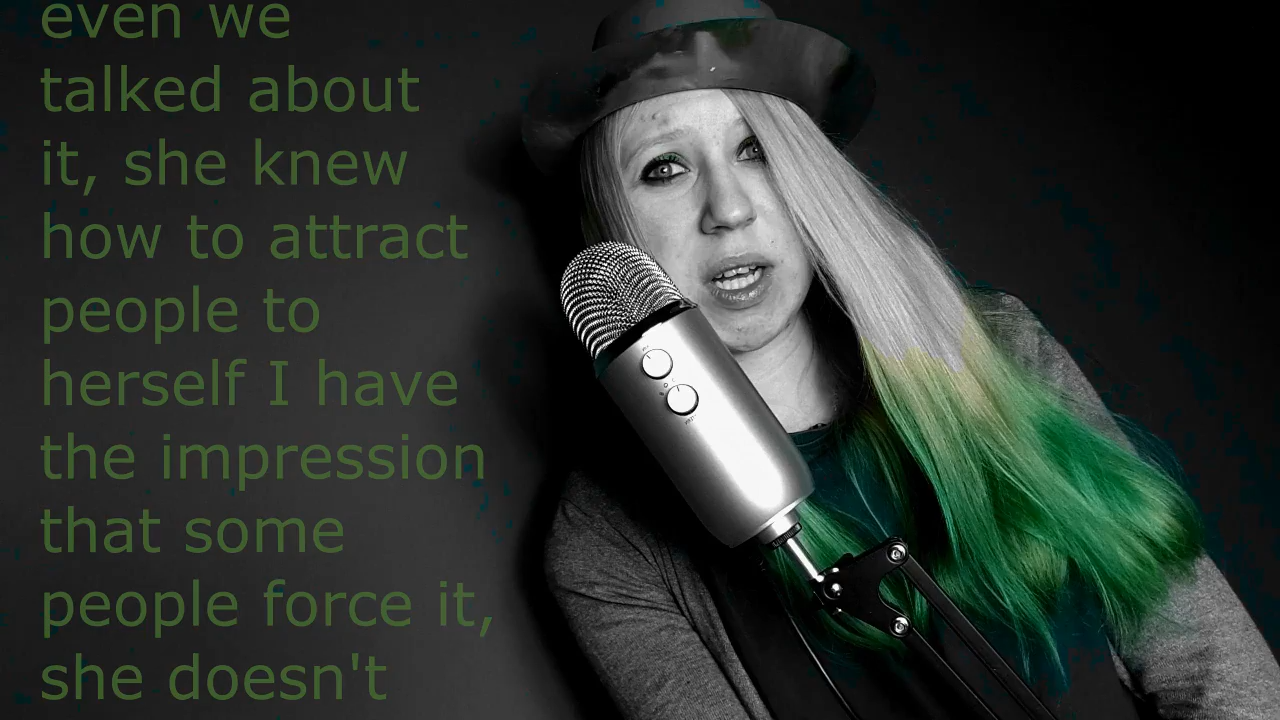 even we
talked about
it, she knew
how to attract
people to
herself I have
the impression
that some
people force it,
she doesn't